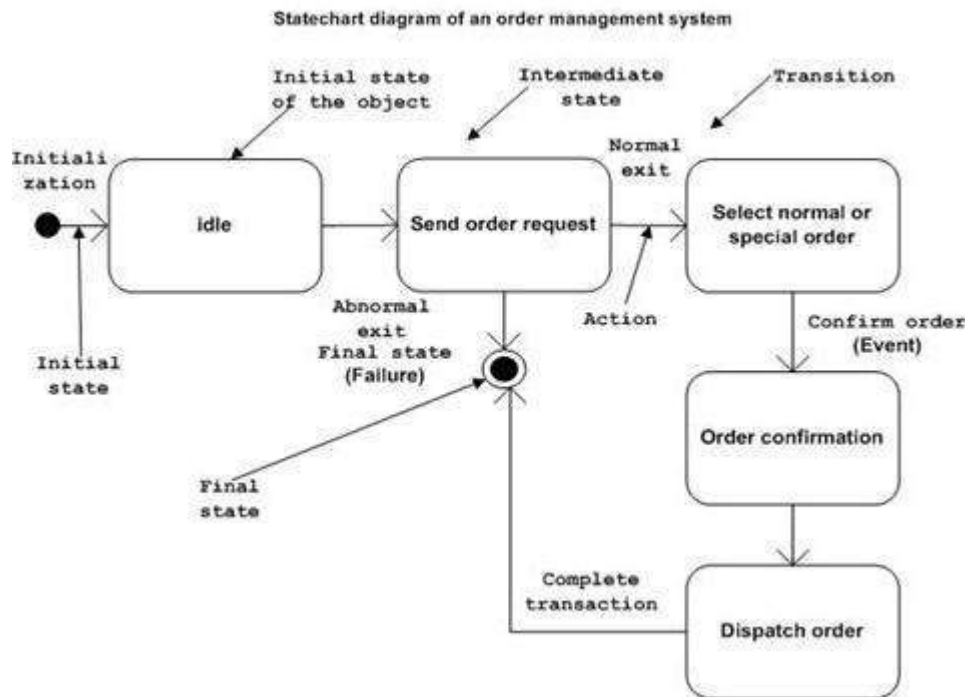 Statechart diagram of an order management system
Initial state
of the object
Intermediate
state
Transition
Initiali
zation
Normal
exit
idle
Send order request
Select normal or
special order
Abnormal
exit
Final state
(Failure)
Action
Confirm order
(Event)
Initial
state
Order confirmation
Final
state
Complete
transaction
Dispatch order